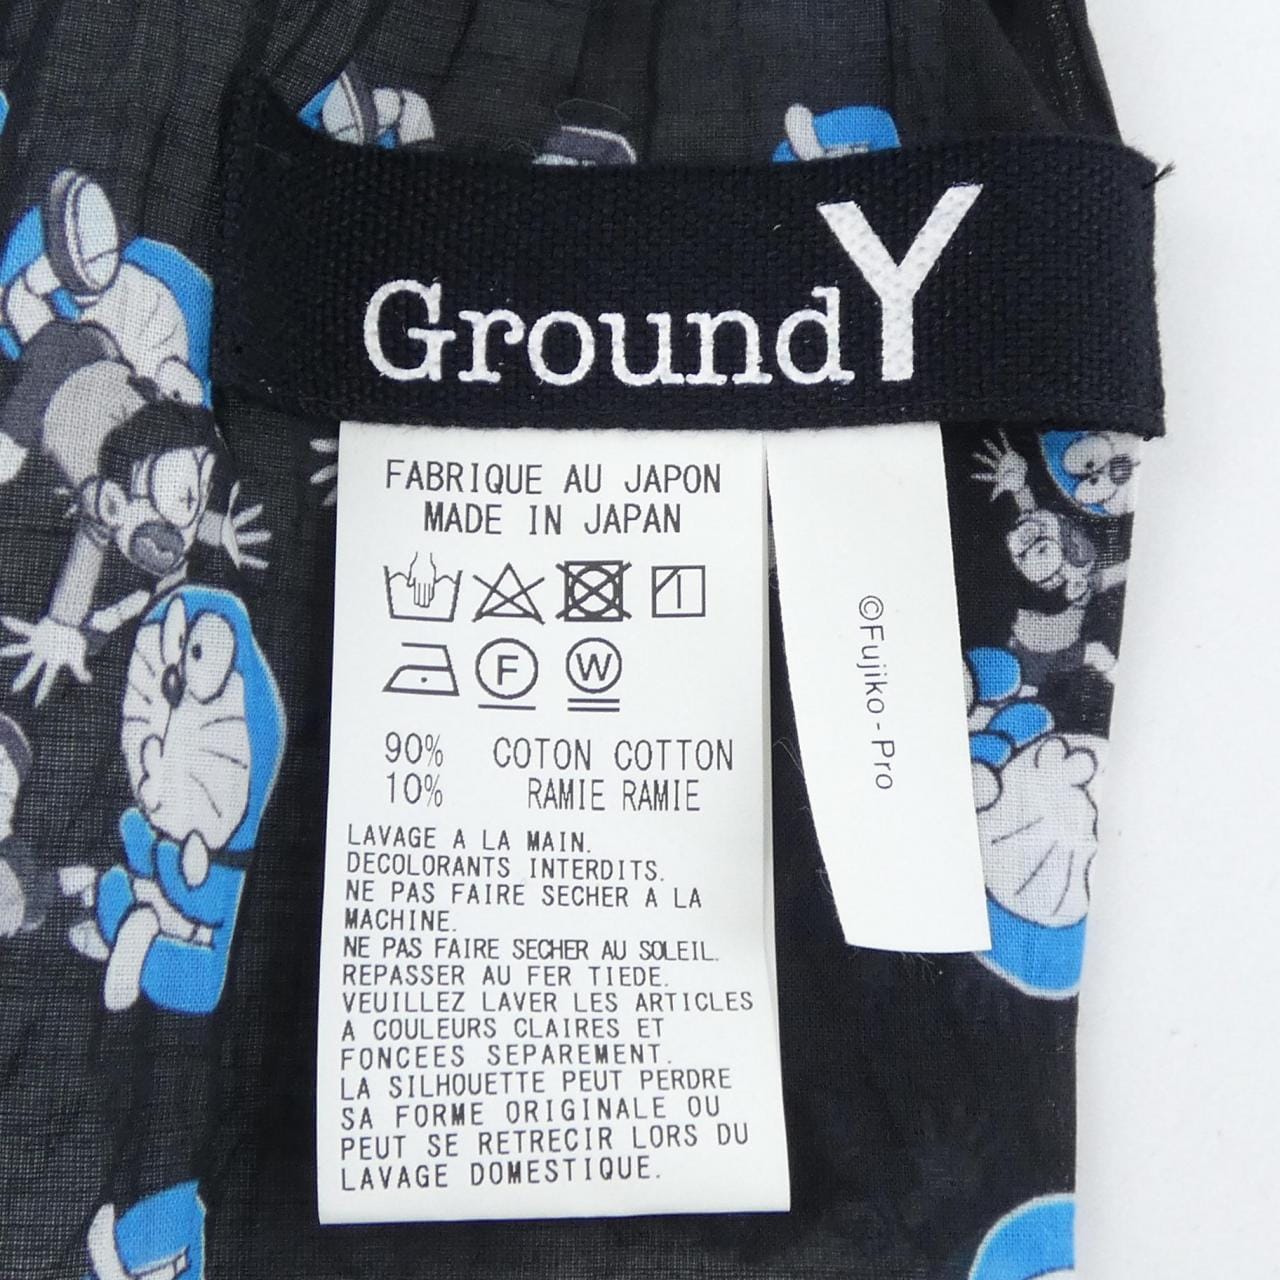 GroundY
FABRIQUE AU JAPON
MADE IN JAPAN
F
W
90% COTON COTTON
10% RAMIE RAMIE
LAVAGE A LA MAIN.
DECOLORANTS INTERDITS.
NE PAS FAIRE SECHER A LA
MACHINE.
NE PAS FAIRE SECHER AU SOLEIL.
REPASSER AU FER TIEDE.
VEUILLEZ LAVER LES ARTICLES
A COULEURS CLAIRES ET
FONCEES SEPAREMENT.
LA SILHOUETTE PEUT PERDRE
SA FORME ORIGINALE OU
PEUT SE RETRECIR LORS DU
LAVAGE DOMESTIQUE.
©Fujiko-Pro